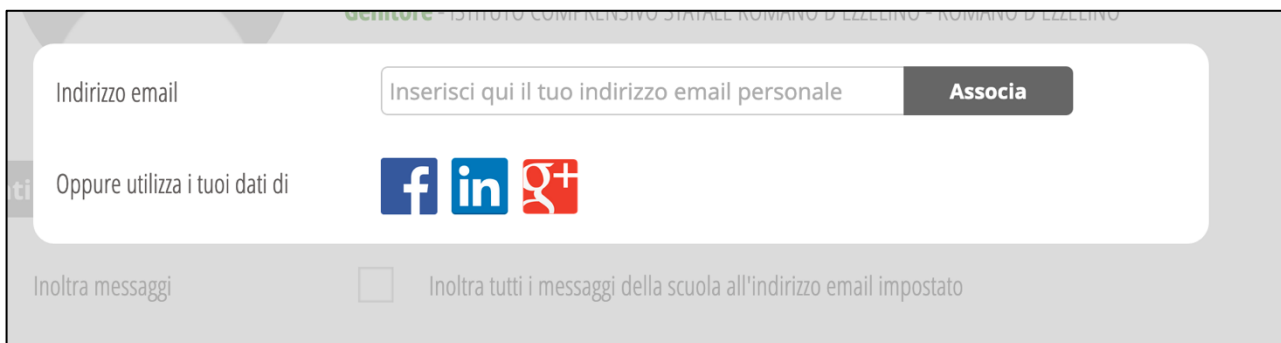 Genitore - ISTITUTO COMPRENSIVO STATALE ROMANO D'EZZELINO - ROMANO D'EZZELINO
Indirizzo email
Inserisci qui il tuo indirizzo email personale
Associa
Oppure utilizza i tuoi dati di
f in g+
Inoltra messaggi
Inoltra tutti i messaggi della scuola all'indirizzo email impostato